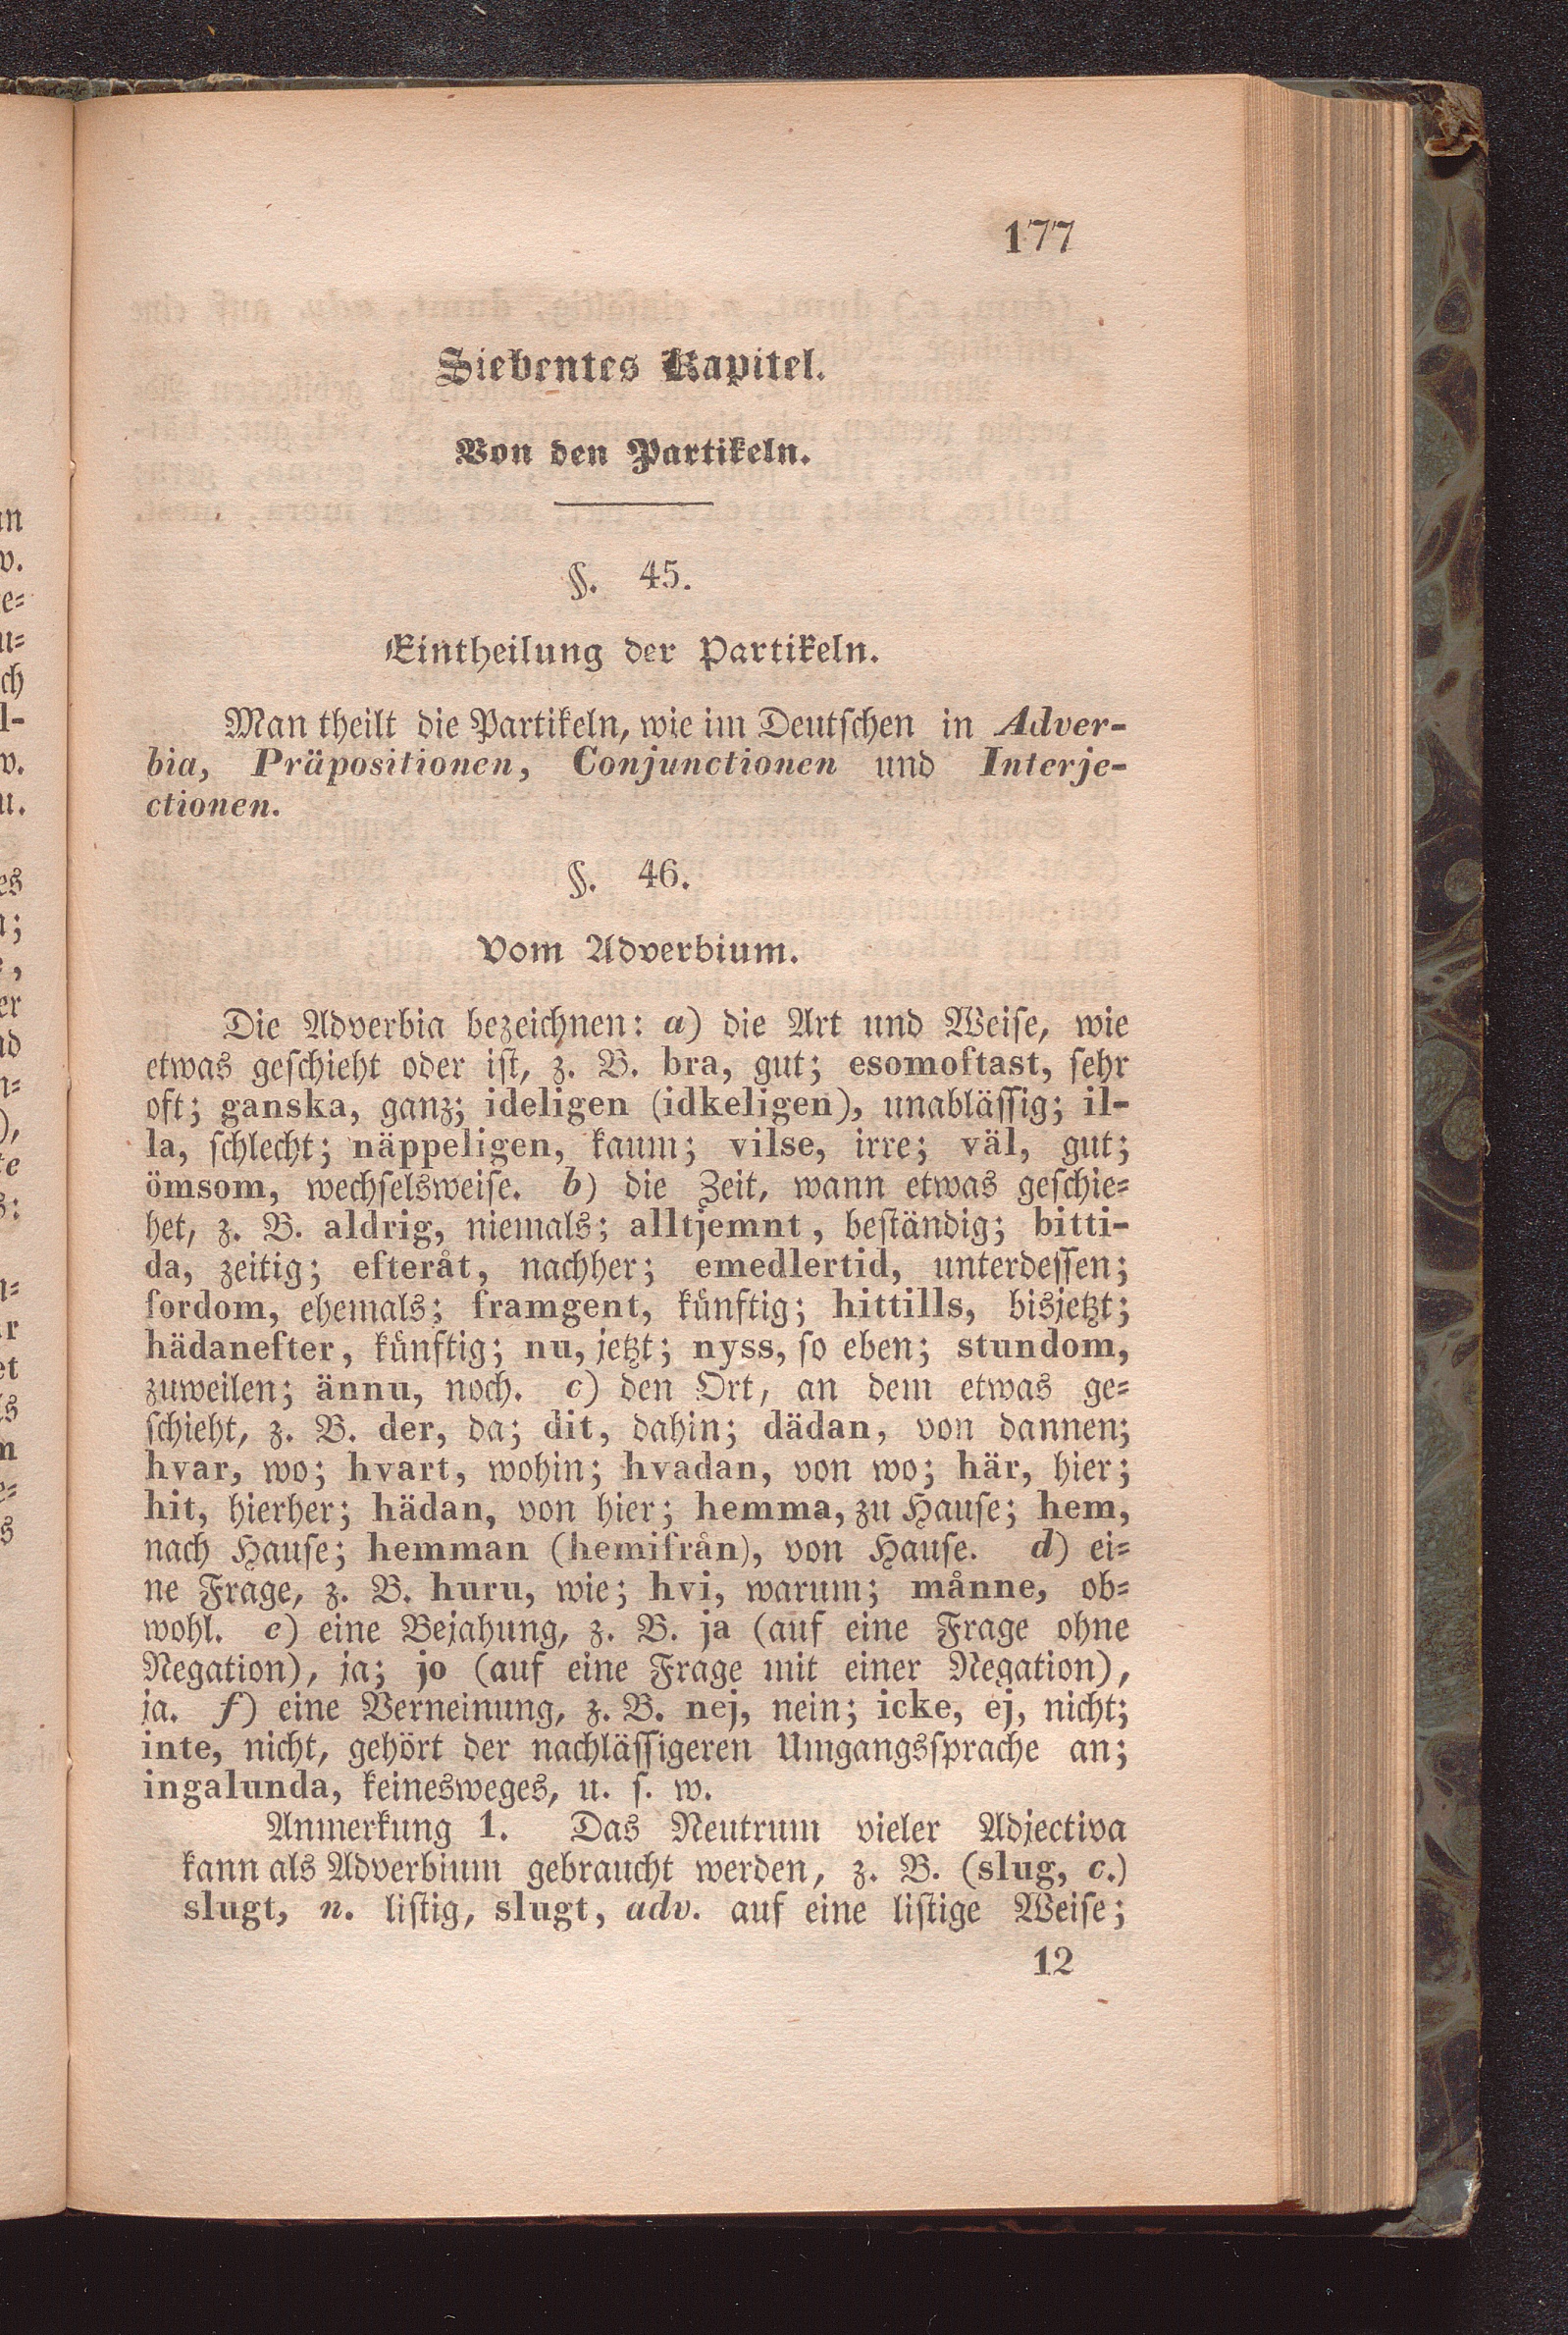 177
Siebentes Kapitel.
Von den Partikeln.
§. 45.
Eintheilung der Partikeln.
Man theilt die Partikeln, wie im Deutschen in Adver-
bia, Präpositionen, Conjunctionen und Interje-
ctionen.
§. 46.
Vom Adverbium.
Die Adverbia bezeichnen: a) die Art und Weise, wie
etwas geschieht oder ist, z. B. bra, gut; esomoftast, sehr
oft; ganska, ganz; ideligen (idkeligen), unablässig; il-
la, schlecht; näppeligen, kaum; vilse, irre; väl, gut;
ömsom, wechselsweise. b) die Zeit, wann etwas geschie-
het, z. B. aldrig, niemals; alltjemnt, beständig; bitti-
da, zeitig; efteråt, nachher; emedlertid, unterdessen;
fordom, ehemals; framgent, künftig; hittills, bisjetzt;
hädanefter, künftig; nu, jetzt; nyss, so eben; stundom,
zuweilen; ännu, noch. c) den Ort, an dem etwas ge-
schieht, z. B. der, da; dit, dahin; dädan, von dannen;
hvar, wo; hvart, wohin; hvadan, von wo; här, hier;
hit, hierher; hädan, von hier; hemma, zu Hause; hem,
nach Hause; hemman (hemifrån), von Hause. d) ei-
ne Frage, z. B. huru, wie; hvi, warum; månne, ob-
wohl. e) eine Bejahung, z. B. ja (auf eine Frage ohne
Negation), ja; jo (auf eine Frage mit einer Negation),
ja. f) eine Verneinung, z. B. nej, nein; icke, ej, nicht;
inte, nicht, gehört der nachlässigeren Umgangssprache an;
ingalunda, keinesweges, u. s. w.
Anmerkung 1. Das Neutrum vieler Adjectiva
kann als Adverbium gebraucht werden, z. B. (slug, c.)
slugt, n. listig, slugt, adv. auf eine listige Weise;
12